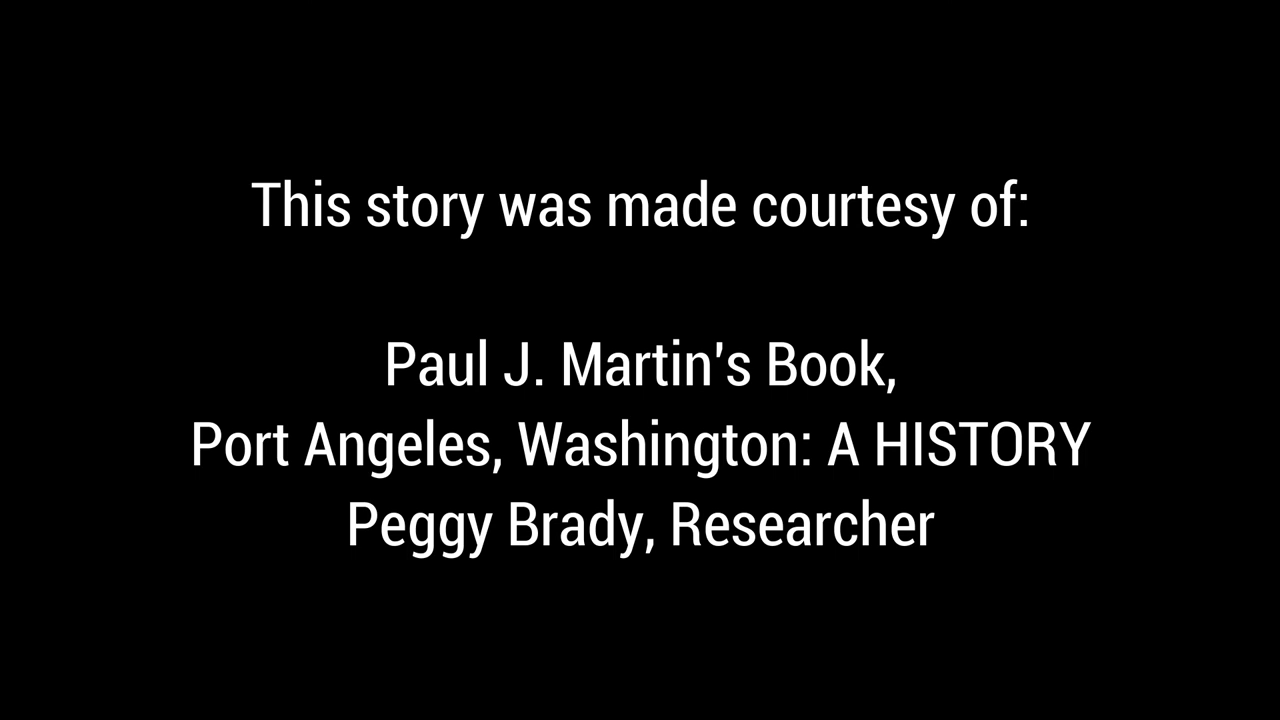 This story was made courtesy of:
Paul J. Martin's Book,
Port Angeles, Washington: A HISTORY
Peggy Brady, Researcher